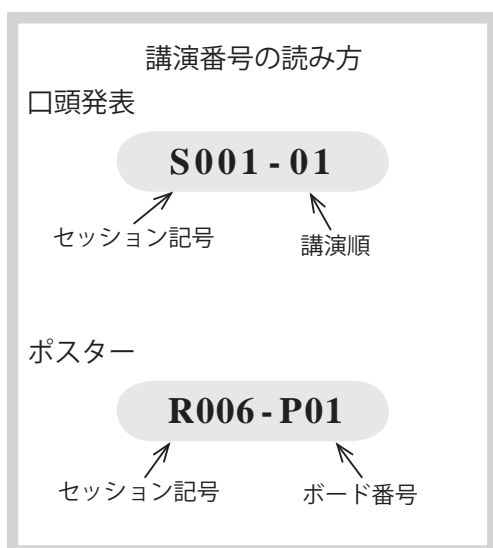 講演番号の読み方
口頭発表
S001 - 01
セッション記号
講演順
ポスター
R006 - P01
セッション記号
ボード番号